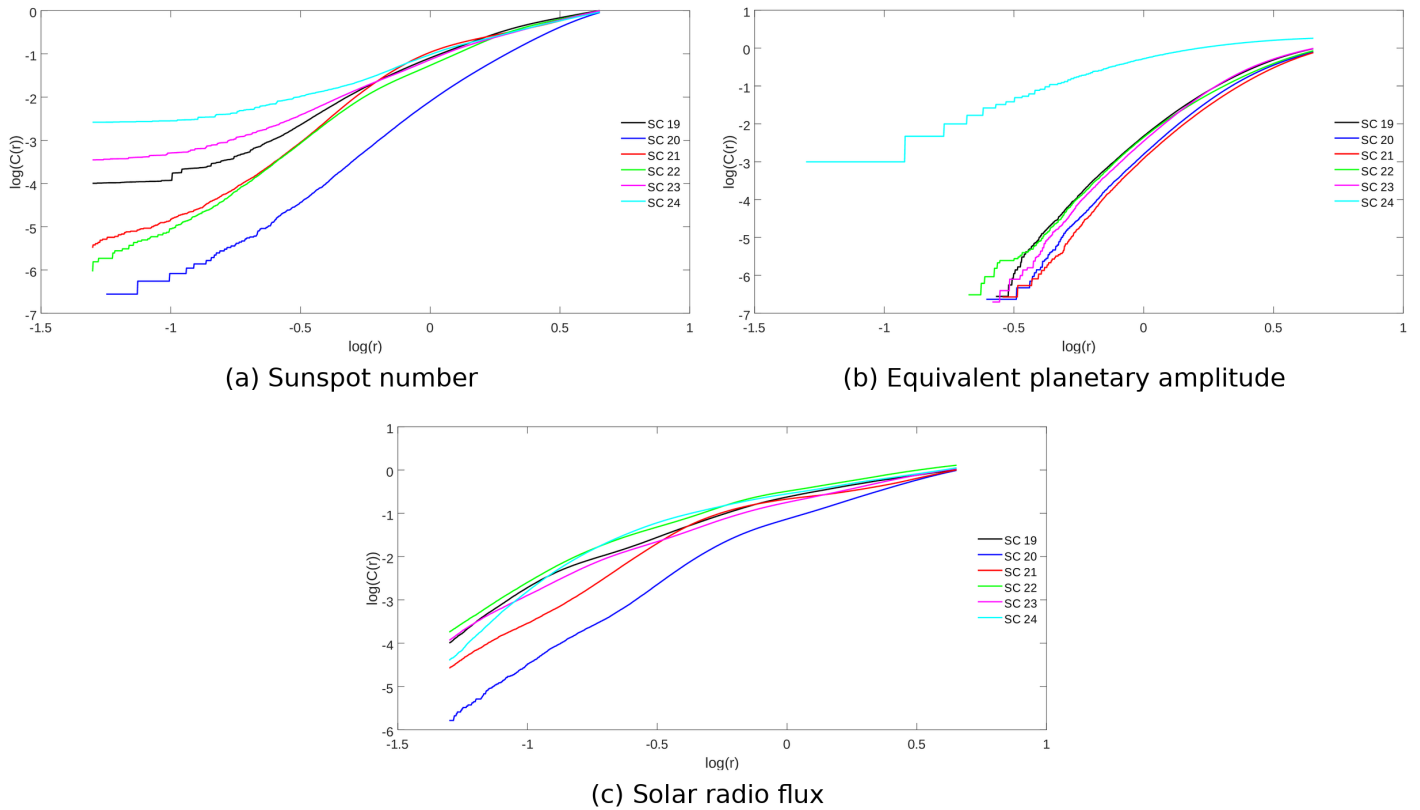 0
-1
-2
-3
-4
-5
-6
-7
log(C(r))
-1.5
-1
-0.5
0
0.5
1
log(r)
SC 19
SC 20
SC 21
SC 22
SC 23
SC 24
(a) Sunspot number
1
0
-1
-2
-3
-4
-5
-6
-7
log(C(r))
-1.5
-1
-0.5
0
0.5
1
log(r)
SC 19
SC 20
SC 21
SC 22
SC 23
SC 24
(b) Equivalent planetary amplitude
1
0
-1
-2
-3
-4
-5
-6
log(C(r))
-1.5
-1
-0.5
0
0.5
1
log(r)
SC 19
SC 20
SC 21
SC 22
SC 23
SC 24
(c) Solar radio flux